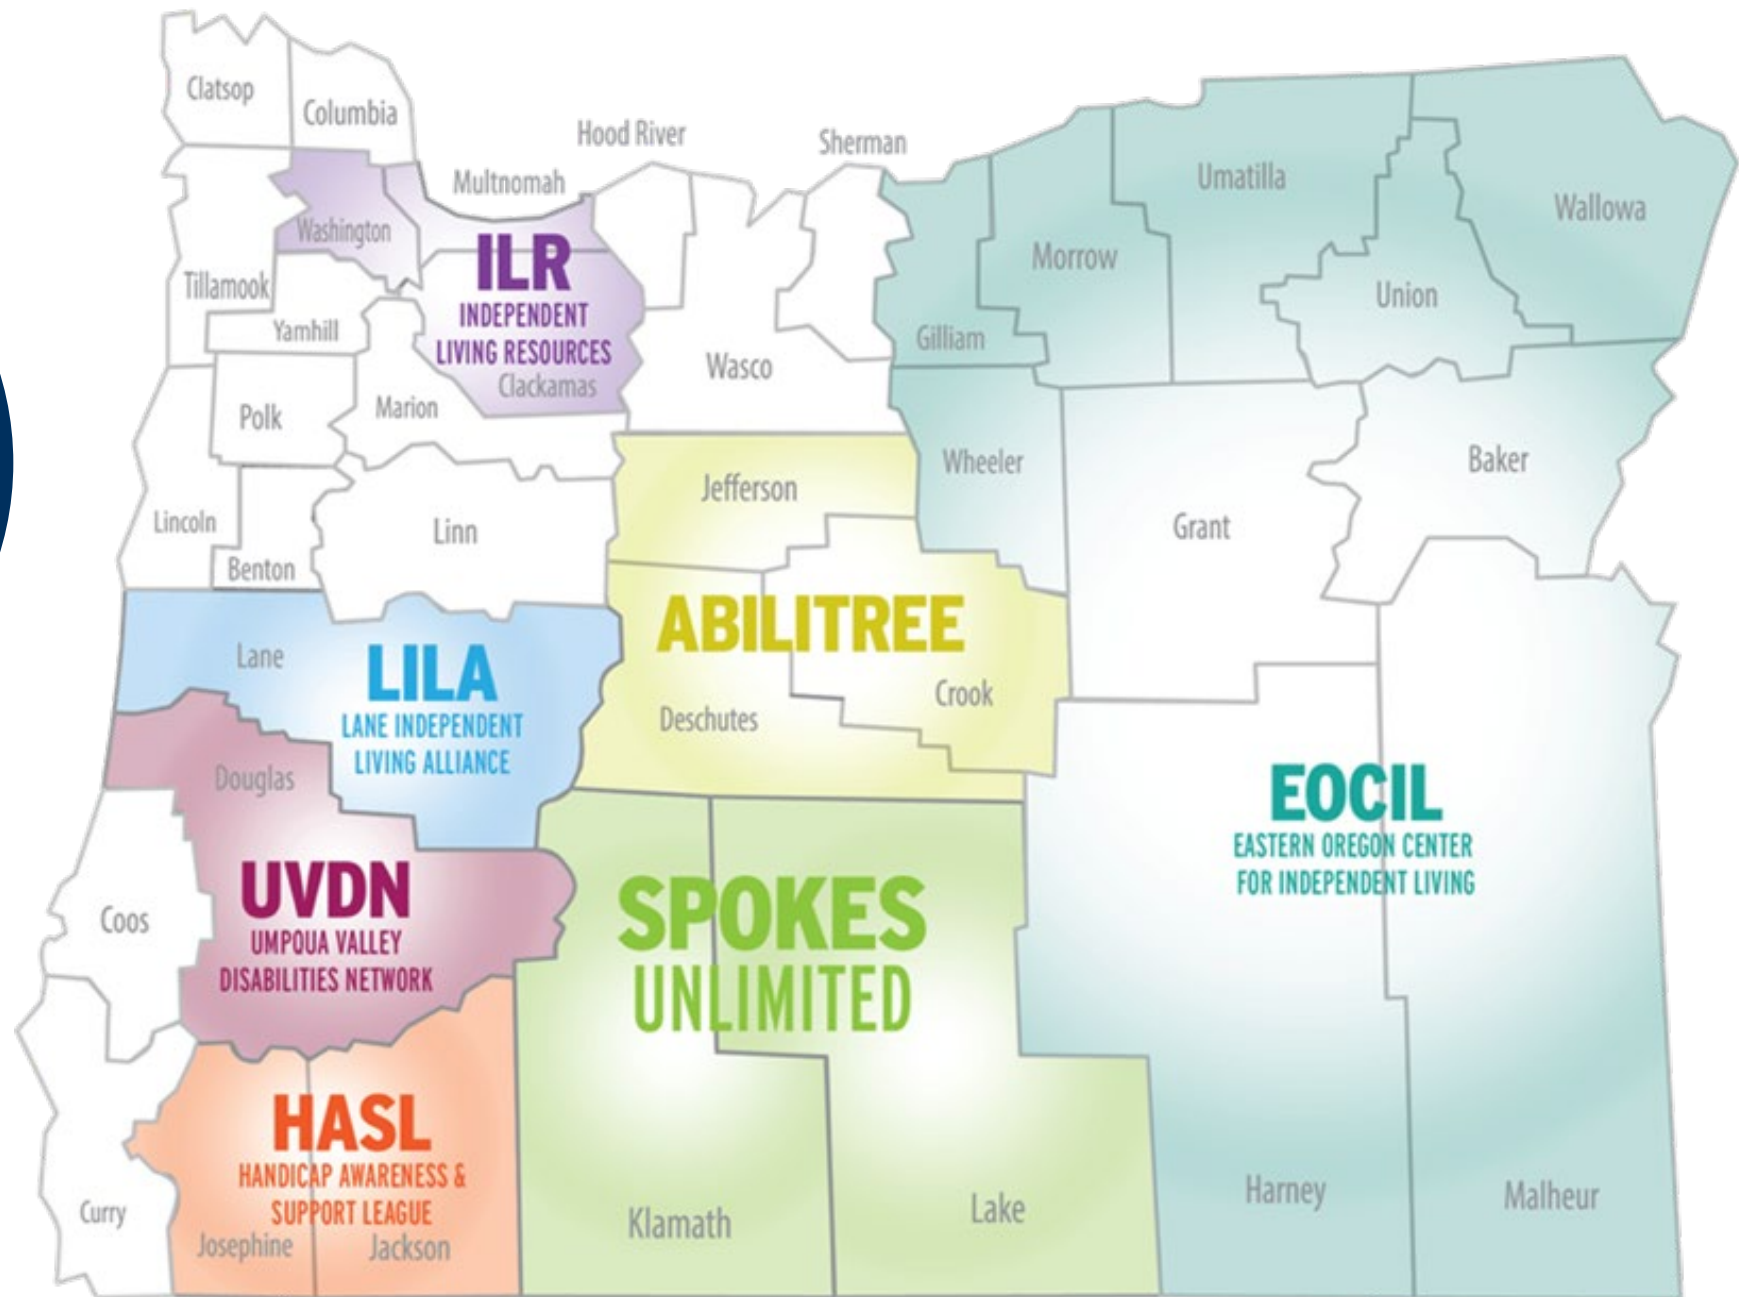 Clatsop
Columbia
Hood River
Sherman
Multnomah
Umatilla
Wallowa
Washington
ILR
INDEPENDENT
LIVING RESOURCES
Clackamas
Morrow
Tillamook
Union
Yamhill
Gilliam
Wasco
Polk
Marion
Wheeler
Baker
Jefferson
Lincoln
Linn
Grant
Benton
ABILITREE
Lane
LILA
LANE INDEPENDENT
LIVING ALLIANCE
Crook
Deschutes
Douglas
EOCIL
EASTERN OREGON CENTER
FOR INDEPENDENT LIVING
UVDN
UMPQUA VALLEY
DISABILITIES NETWORK
Coos
SPOKES
UNLIMITED
HASL
HANDICAP AWARENESS &
SUPPORT LEAGUE
Josephine
Jackson
Curry
Klamath
Lake
Harney
Malheur